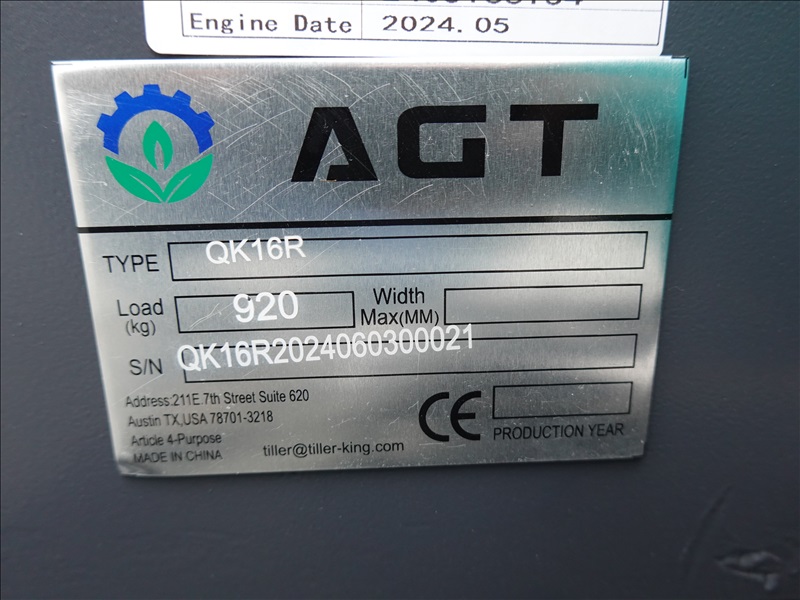 Engine Date 2024.05
AGT
TYPE QK16R
Load (kg) 920 Width Max(MM)
S/N QK16R2024060300021
Address:211E.7th Street Suite 620
Austin TX,USA 78701-3218
Article 4-Purpose
MADE IN CHINA
tiller@tiller-king.com
CE
PRODUCTION YEAR